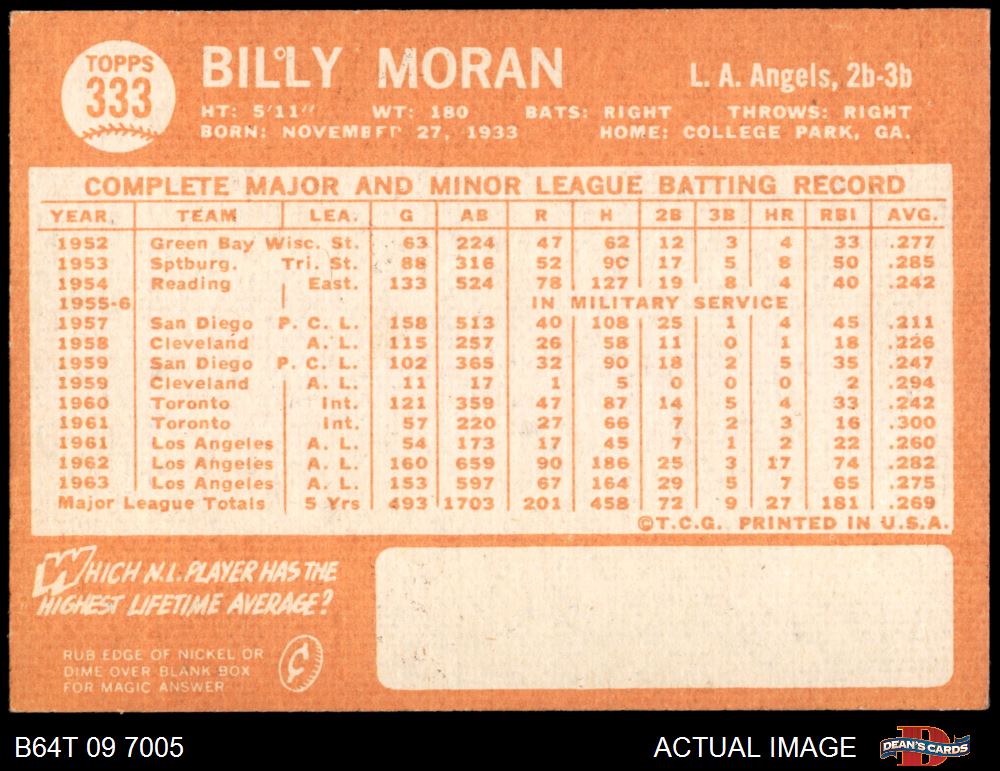 TOPPS
333
BILLY MORAN
L. A. Angels, 2b-3b
HT: 5'11" WT: 180 BATS: RIGHT THROWS: RIGHT
BORN: NOVEMBER 27, 1933 HOME: COLLEGE PARK, GA.
COMPLETE MAJOR AND MINOR LEAGUE BATTING RECORD
YEAR. TEAM LEA. G AB R H 2B 3B HR RBI AVG.
1952 Green Bay Wisc. St. 63 224 47 62 12 3 4 33 .277
1953 Sptburg. Tri. St. 88 316 52 90 17 5 8 50 .285
1954 Reading East. 133 524 78 127 19 8 4 40 .242
1955-6 IN MILITARY SERVICE
1957 San Diego P. C. L. 158 513 40 108 25 1 4 45 .211
1958 Cleveland A. L. 115 257 26 58 11 0 1 18 .226
1959 San Diego P. C. L. 102 365 32 90 18 2 5 35 .247
1959 Cleveland A. L. 11 17 1 5 0 0 0 2 .294
1960 Toronto Int. 121 359 47 87 14 5 4 33 .242
1961 Toronto Int. 57 220 27 66 7 2 3 16 .300
1961 Los Angeles A. L. 54 173 17 45 7 1 2 22 .260
1962 Los Angeles A. L. 160 659 90 186 25 3 17 74 .282
1963 Los Angeles A. L. 153 597 67 164 29 5 7 65 .275
Major League Totals 5 Yrs 493 1703 201 458 72 9 27 181 .269
©T.C.G. PRINTED IN U.S.A.
WHICH N.L. PLAYER HAS THE
HIGHEST LIFETIME AVERAGE?
RUB EDGE OF NICKEL OR
DIME OVER BLANK BOX
FOR MAGIC ANSWER
¢
B64T 09 7005
ACTUAL IMAGE
DEAN'S CARDS